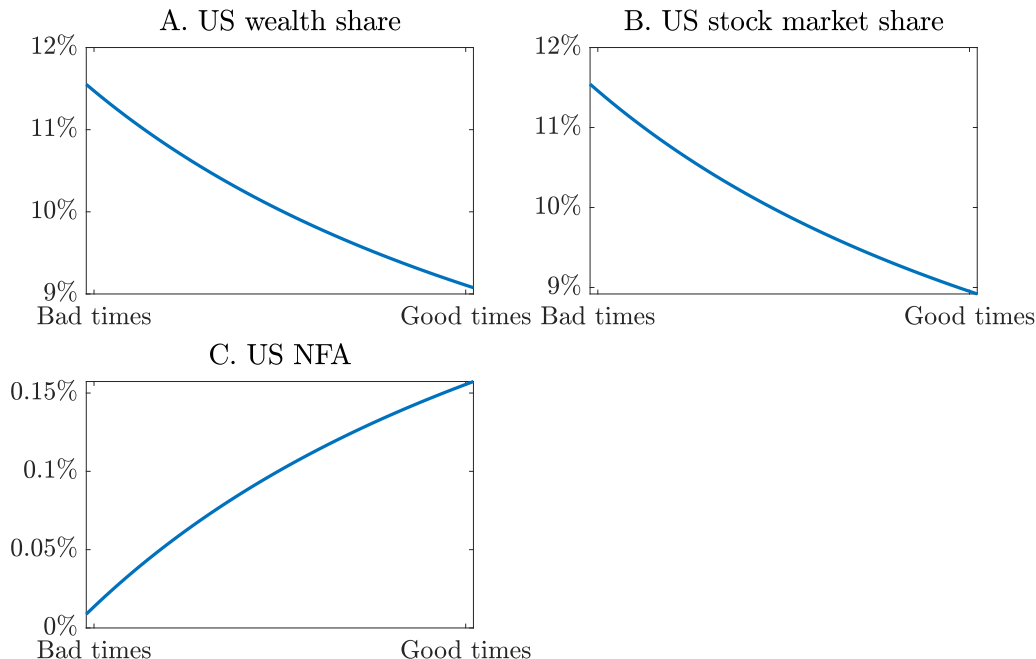 A. US wealth share
12%
11%
10%
9%
Bad times
Good times
B. US stock market share
12%
11%
10%
9%
Bad times
Good times
C. US NFA
0.15%
0.1%
0.05%
0%
Bad times
Good times